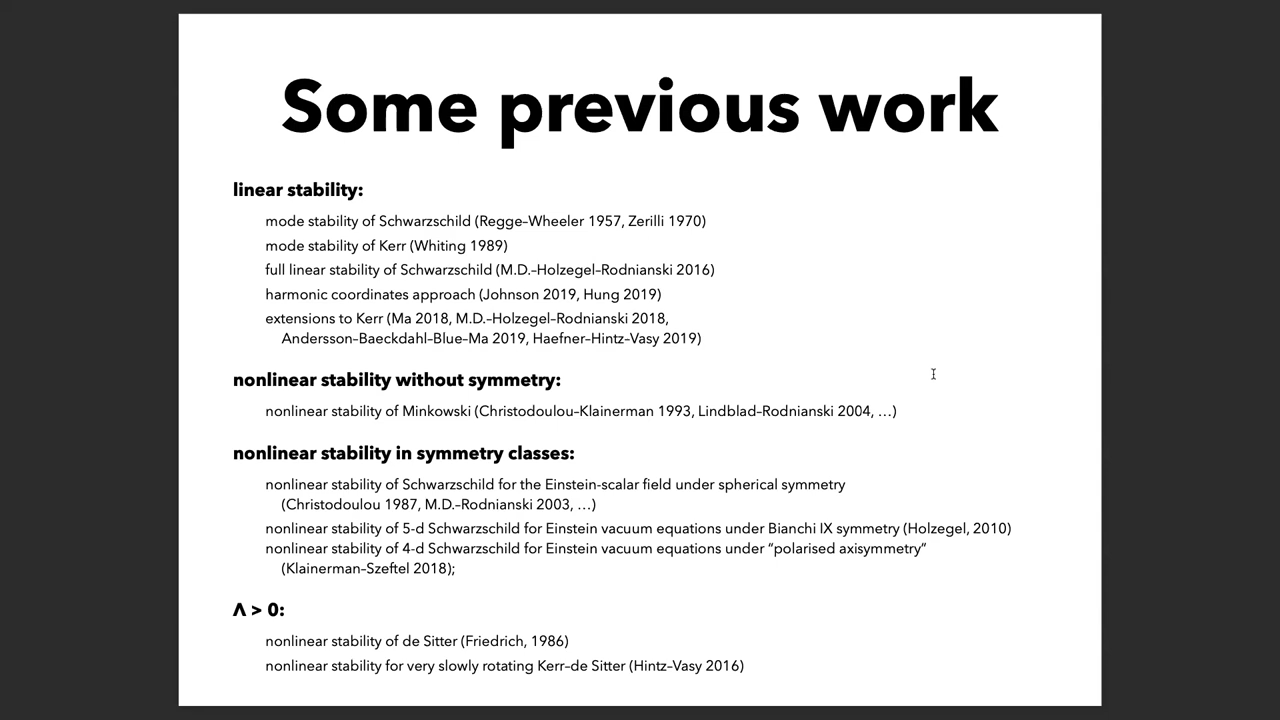 Some previous work
linear stability:
mode stability of Schwarzschild (Regge–Wheeler 1957, Zerilli 1970)
mode stability of Kerr (Whiting 1989)
full linear stability of Schwarzschild (M.D.–Holzegel–Rodnianski 2016)
harmonic coordinates approach (Johnson 2019, Hung 2019)
extensions to Kerr (Ma 2018, M.D.–Holzegel–Rodnianski 2018,
Andersson–Baeckdahl–Blue–Ma 2019, Haefner–Hintz–Vasy 2019)
nonlinear stability without symmetry:
nonlinear stability of Minkowski (Christodoulou–Klainerman 1993, Lindblad–Rodnianski 2004, …)
nonlinear stability in symmetry classes:
nonlinear stability of Schwarzschild for the Einstein-scalar field under spherical symmetry
(Christodoulou 1987, M.D.–Rodnianski 2003, …)
nonlinear stability of 5-d Schwarzschild for Einstein vacuum equations under Bianchi IX symmetry (Holzegel, 2010)
nonlinear stability of 4-d Schwarzschild for Einstein vacuum equations under “polarised axisymmetry”
(Klainerman–Szeftel 2018);
Λ > 0:
nonlinear stability of de Sitter (Friedrich, 1986)
nonlinear stability for very slowly rotating Kerr–de Sitter (Hintz–Vasy 2016)